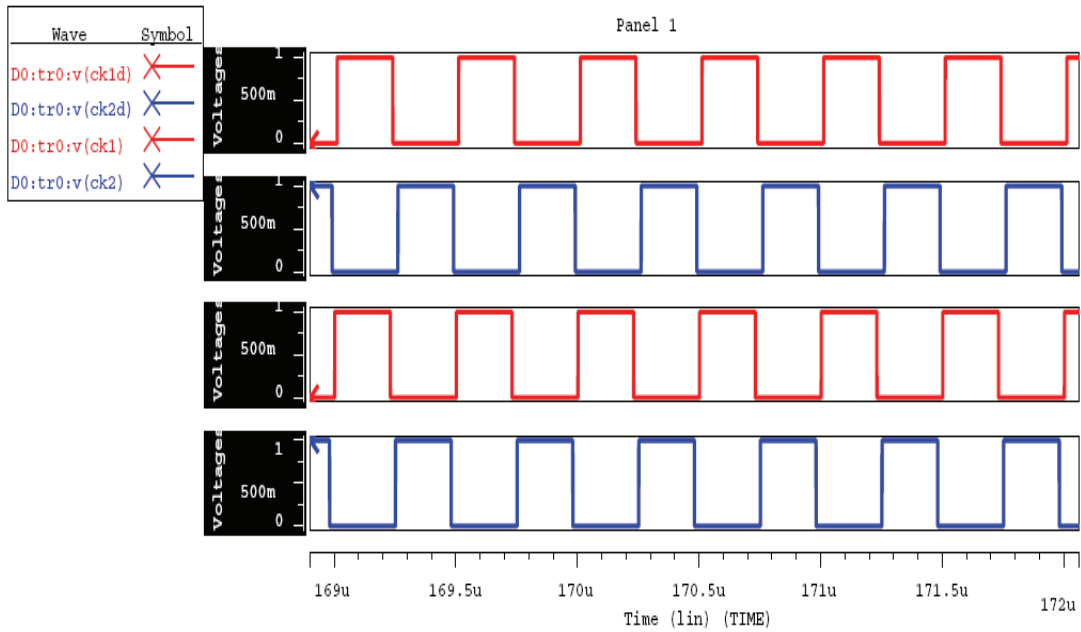 Wave Symbol
D0:tr0:v(ck1d)
D0:tr0:v(ck2d)
D0:tr0:v(ck1)
D0:tr0:v(ck2)
Panel 1
Voltages
1
500m
0
Voltages
1
500m
0
Voltages
1
500m
0
Voltages
1
500m
0
169u 169.5u 170u 170.5u 171u 171.5u 172u
Time (lin) (TIME)